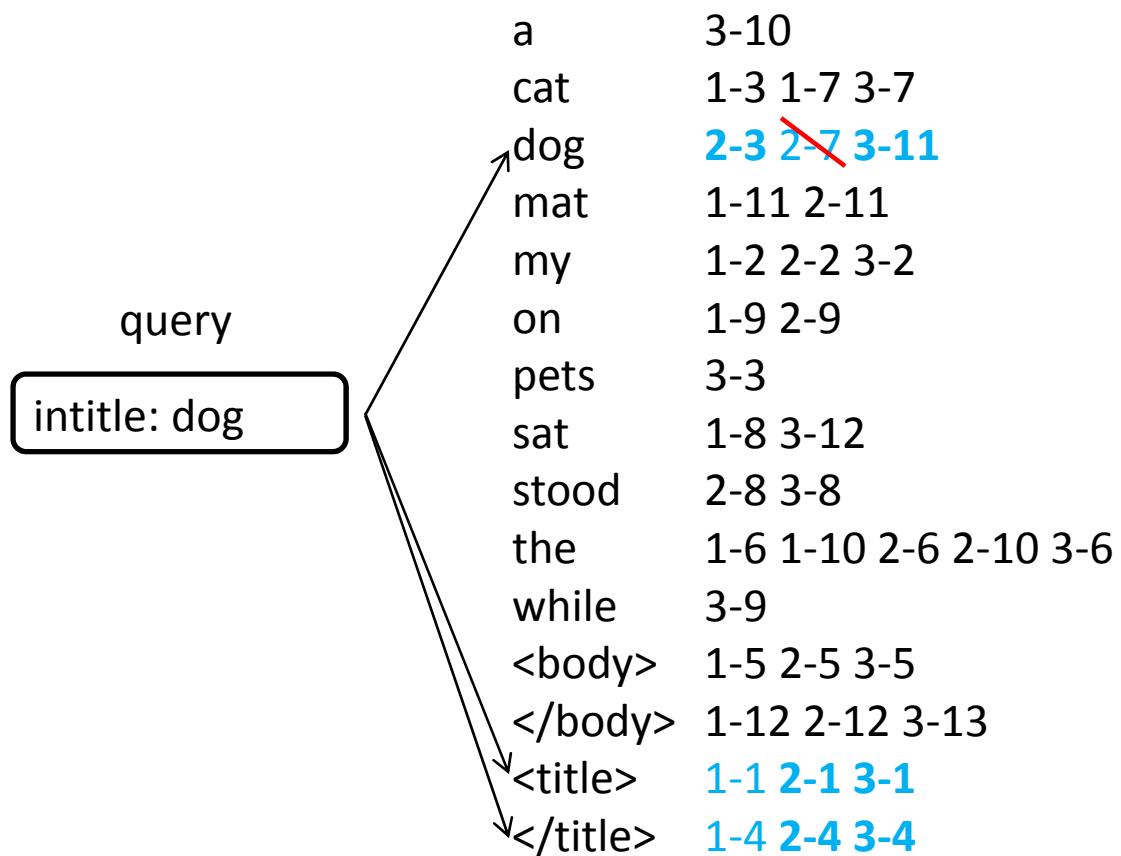 a 3-10
cat 1-3 1-7 3-7
dog 2-3 2-7 3-11
mat 1-11 2-11
my 1-2 2-2 3-2
query
on 1-9 2-9
pets 3-3
intitle: dog
sat 1-8 3-12
stood 2-8 3-8
the 1-6 1-10 2-6 2-10 3-6
while 3-9
<body> 1-5 2-5 3-5
</body> 1-12 2-12 3-13
<title> 1-1 2-1 3-1
</title> 1-4 2-4 3-4